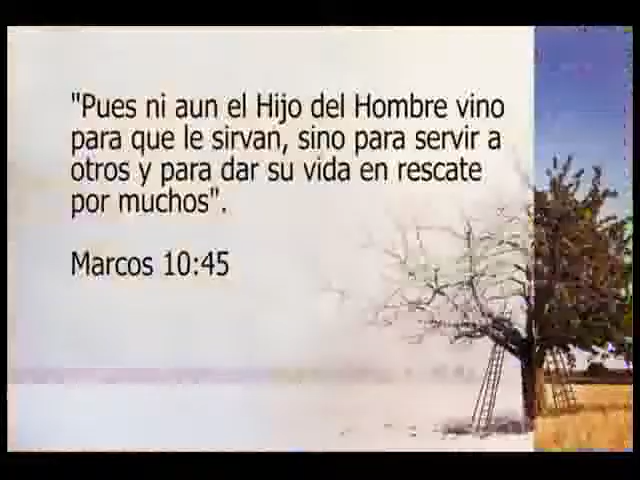 "Pues ni aun el Hijo del Hombre vino
para que le sirvan, sino para servir a
otros y para dar su vida en rescate
por muchos".
Marcos 10:45